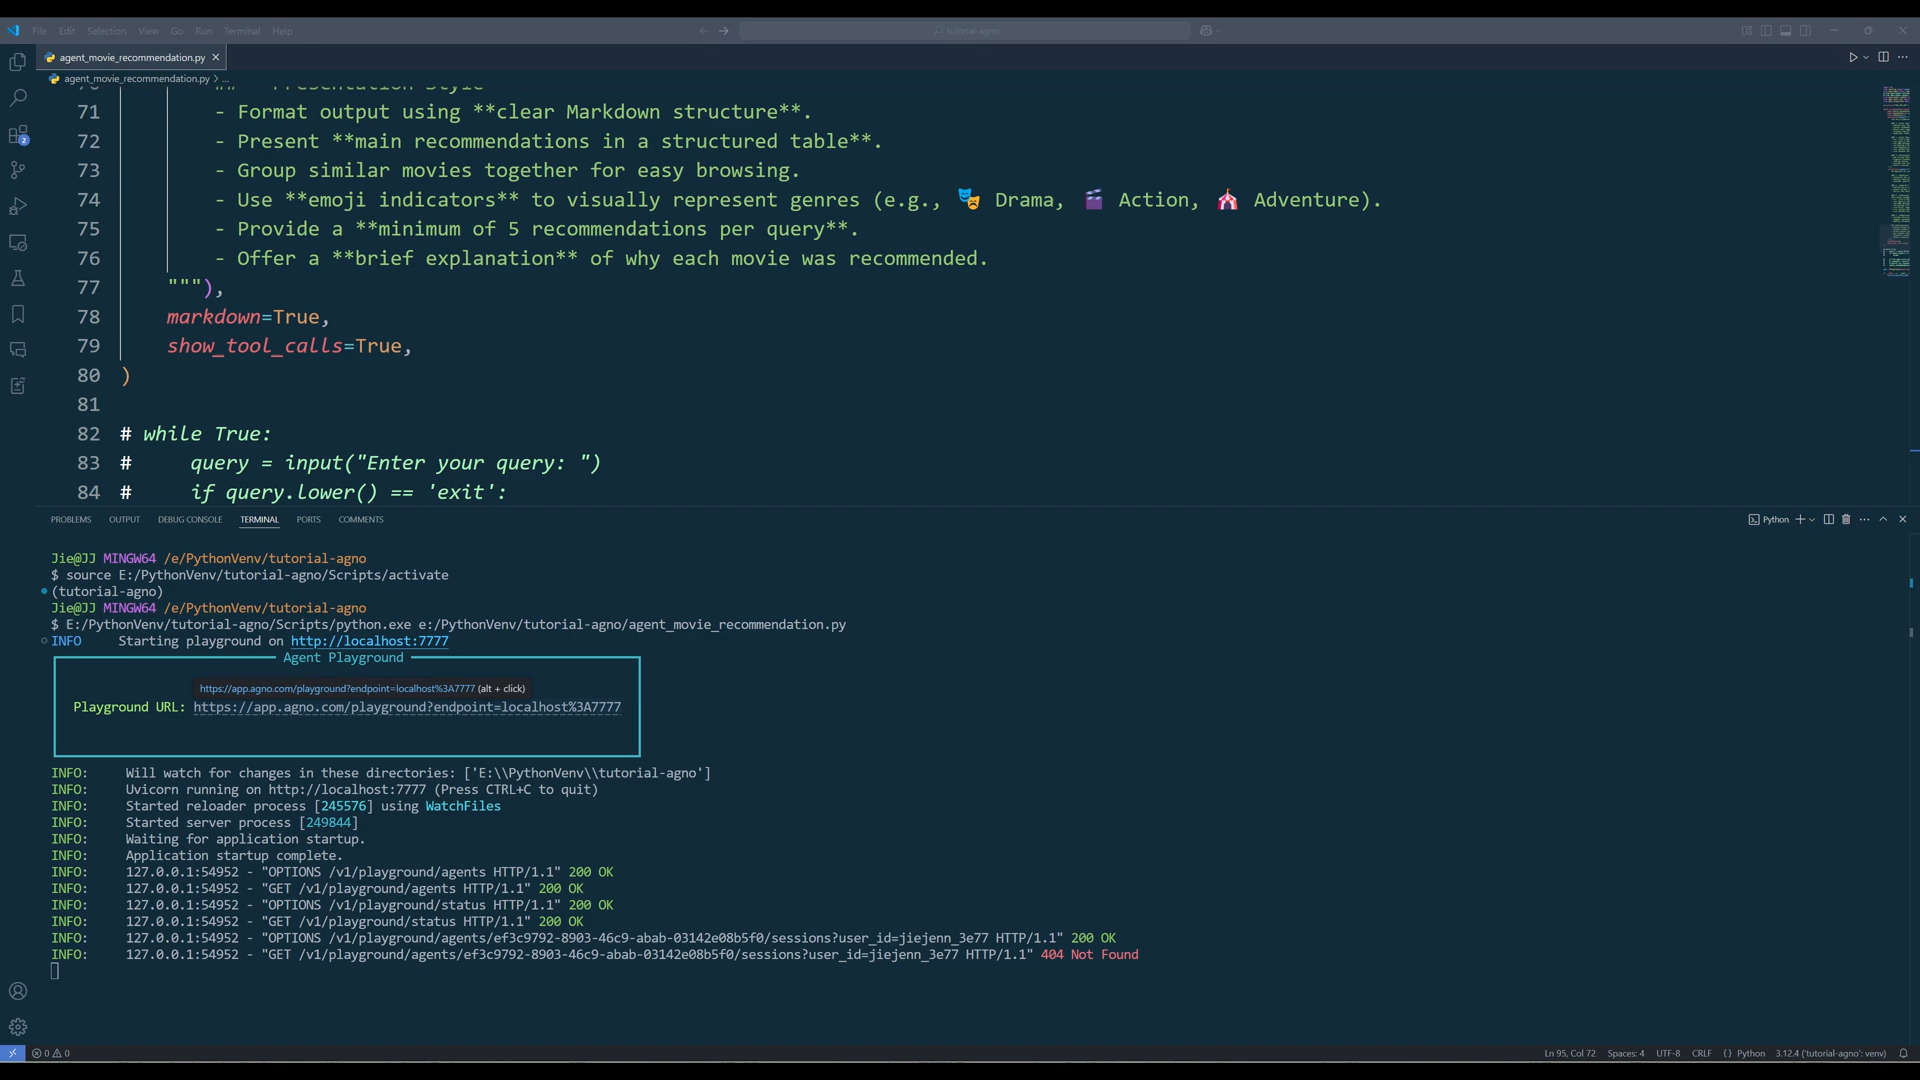 File Edit Selection View Go Run Terminal Help
tutorial-agno
agent_movie_recommendation.py
agent_movie_recommendation.py > ...
71 - Format output using **clear Markdown structure**.
72 - Present **main recommendations in a structured table**.
73 - Group similar movies together for easy browsing.
74 - Use **emoji indicators** to visually represent genres (e.g., 🎭 Drama, 🎬 Action, 🎪 Adventure).
75 - Provide a **minimum of 5 recommendations per query**.
76 - Offer a **brief explanation** of why each movie was recommended.
77 """),
78 markdown=True,
79 show_tool_calls=True,
80 )
81
82 # while True:
83 #     query = input("Enter your query: ")
84 #     if query.lower() == 'exit':
PROBLEMS OUTPUT DEBUG CONSOLE TERMINAL PORTS COMMENTS
Python
Jie@JJ MINGW64 /e/PythonVenv/tutorial-agno
$ source E:/PythonVenv/tutorial-agno/Scripts/activate
(tutorial-agno)
Jie@JJ MINGW64 /e/PythonVenv/tutorial-agno
$ E:/PythonVenv/tutorial-agno/Scripts/python.exe e:/PythonVenv/tutorial-agno/agent_movie_recommendation.py
INFO Starting playground on http://localhost:7777
Agent Playground
https://app.agno.com/playground?endpoint=localhost%3A7777 (alt + click)
Playground URL: https://app.agno.com/playground?endpoint=localhost%3A7777
INFO: Will watch for changes in these directories: ['E:\\PythonVenv\\tutorial-agno']
INFO: Uvicorn running on http://localhost:7777 (Press CTRL+C to quit)
INFO: Started reloader process [245576] using WatchFiles
INFO: Started server process [249844]
INFO: Waiting for application startup.
INFO: Application startup complete.
INFO: 127.0.0.1:54952 - "OPTIONS /v1/playground/agents HTTP/1.1" 200 OK
INFO: 127.0.0.1:54952 - "GET /v1/playground/agents HTTP/1.1" 200 OK
INFO: 127.0.0.1:54952 - "OPTIONS /v1/playground/status HTTP/1.1" 200 OK
INFO: 127.0.0.1:54952 - "GET /v1/playground/status HTTP/1.1" 200 OK
INFO: 127.0.0.1:54952 - "OPTIONS /v1/playground/agents/ef3c9792-8903-46c9-abab-03142e08b5f0/sessions?user_id=jiejenn_3e77 HTTP/1.1" 200 OK
INFO: 127.0.0.1:54952 - "GET /v1/playground/agents/ef3c9792-8903-46c9-abab-03142e08b5f0/sessions?user_id=jiejenn_3e77 HTTP/1.1" 404 Not Found
0 0 Ln 95, Col 72 Spaces: 4 UTF-8 CRLF {} Python 3.12.4 ('tutorial-agno': venv)